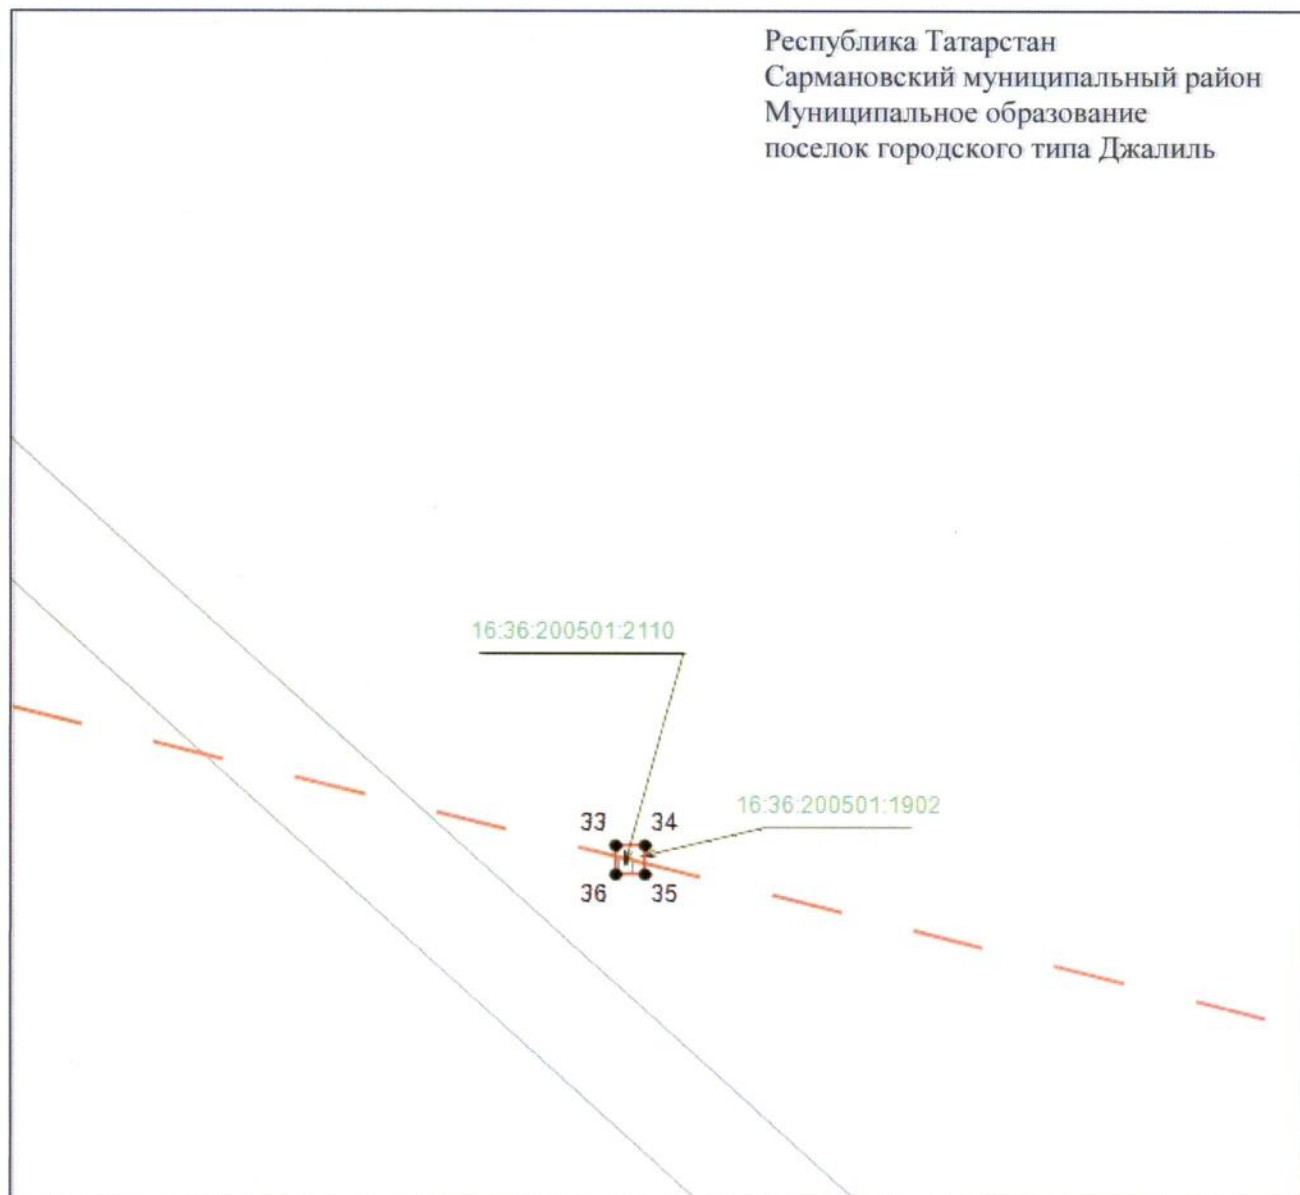 Республика Татарстан
Сармановский муниципальный район
Муниципальное образование
поселок городского типа Джалиль
16:36:200501:2110
16:36:200501:1902
33 34
36 35